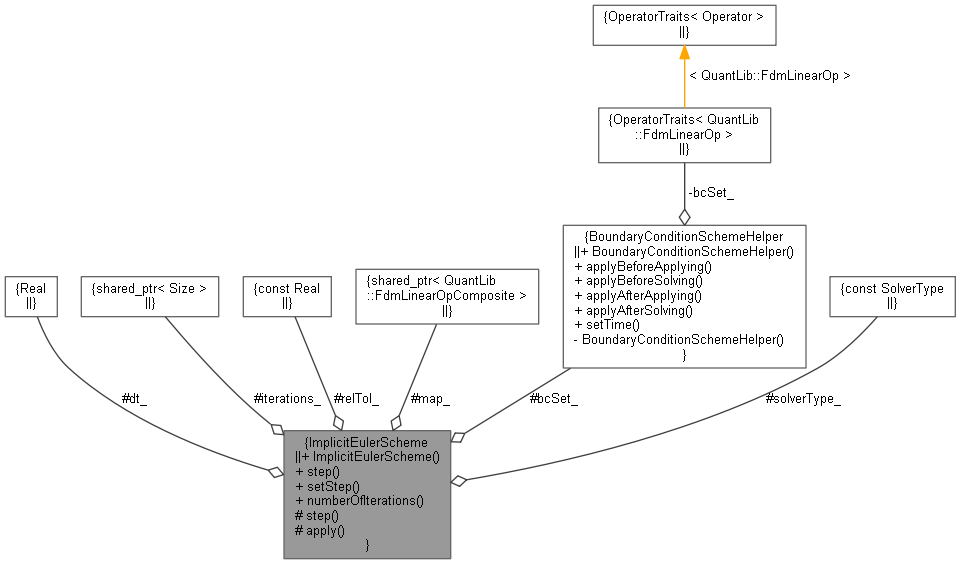 {OperatorTraits< Operator >
||}
< QuantLib::FdmLinearOp >
{OperatorTraits< QuantLib
::FdmLinearOp >
||}
-bcSet_
{BoundaryConditionSchemeHelper
||+ BoundaryConditionSchemeHelper()
+ applyBeforeApplying()
+ applyBeforeSolving()
+ applyAfterApplying()
+ applyAfterSolving()
+ setTime()
- BoundaryConditionSchemeHelper()
}
{Real
||}
{shared_ptr< Size >
||}
{const Real
||}
{shared_ptr< QuantLib
::FdmLinearOpComposite >
||}
{const SolverType
||}
#dt_
#iterations_
#relTol_
#map_
#bcSet_
#solverType_
{ImplicitEulerScheme
||+ ImplicitEulerScheme()
+ step()
+ setStep()
+ numberOfIterations()
# step()
# apply()
}